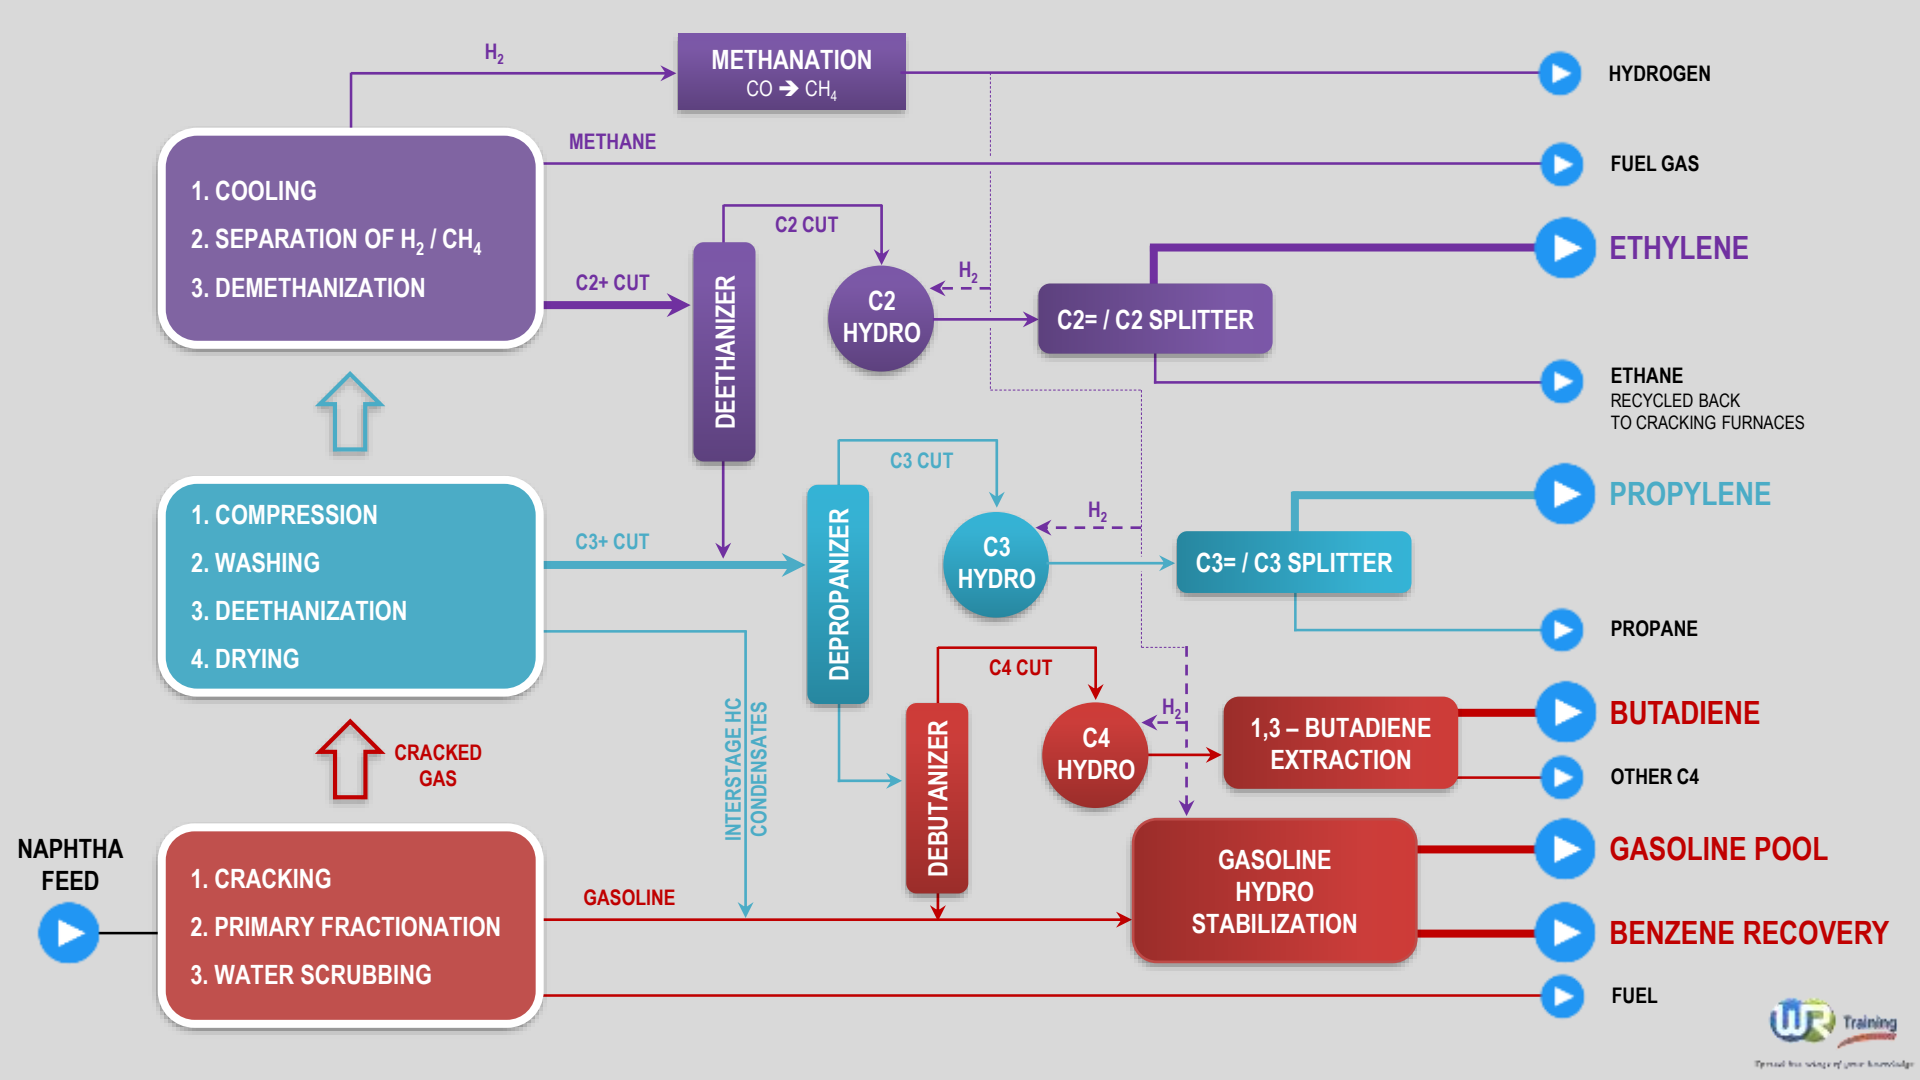 H₂
METHANATION
CO ➔ CH₄
HYDROGEN
METHANE
FUEL GAS
1. COOLING
2. SEPARATION OF H₂ / CH₄
3. DEMETHANIZATION
C2+ CUT
DEETHANIZER
C2 CUT
C2
HYDRO
H₂
C2= / C2 SPLITTER
ETHYLENE
ETHANE
RECYCLED BACK
TO CRACKING FURNACES
1. COMPRESSION
2. WASHING
3. DEETHANIZATION
4. DRYING
C3+ CUT
DEPROPANIZER
C3 CUT
C3
HYDRO
H₂
C3= / C3 SPLITTER
PROPYLENE
PROPANE
INTERSTAGE HC
CONDENSATES
CRACKED
GAS
DEBUTANIZER
C4 CUT
C4
HYDRO
H₂
1,3 – BUTADIENE
EXTRACTION
BUTADIENE
OTHER C4
NAPHTHA
FEED
1. CRACKING
2. PRIMARY FRACTIONATION
3. WATER SCRUBBING
GASOLINE
GASOLINE
HYDRO
STABILIZATION
GASOLINE POOL
BENZENE RECOVERY
FUEL
WR Training